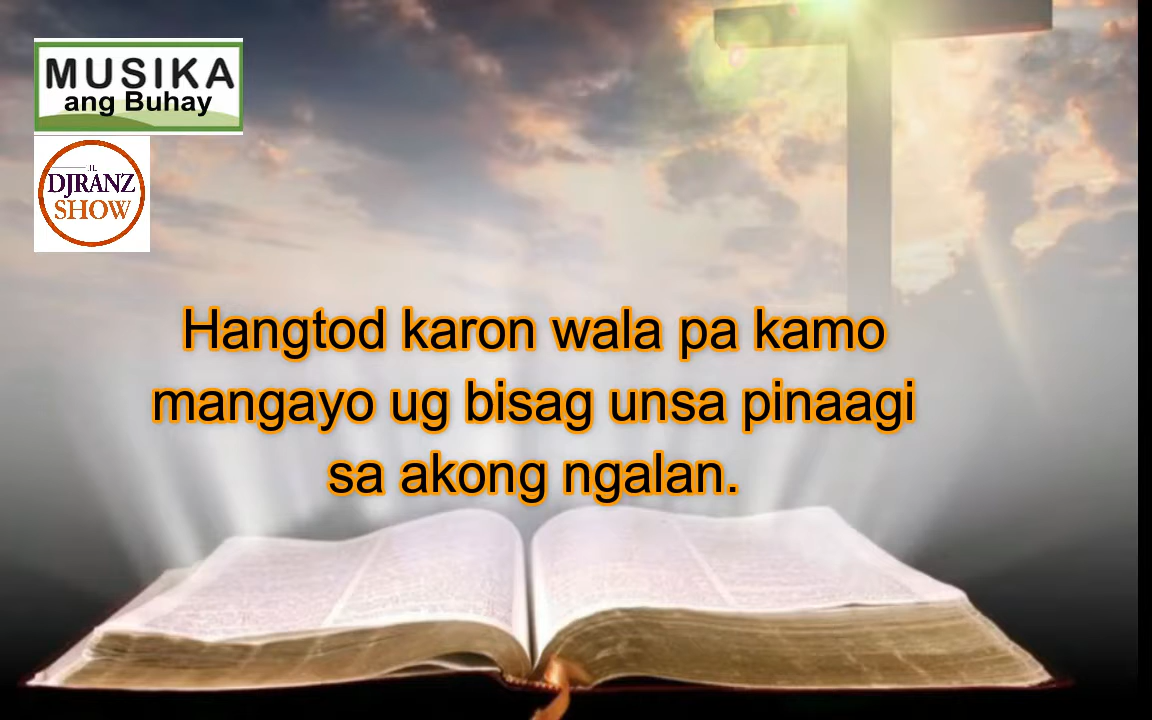 MUSIKA
ang Buhay
DJRANZ
SHOW
Hangtod karon wala pa kamo
mangayo ug bisag unsa pinaagi
sa akong ngalan.